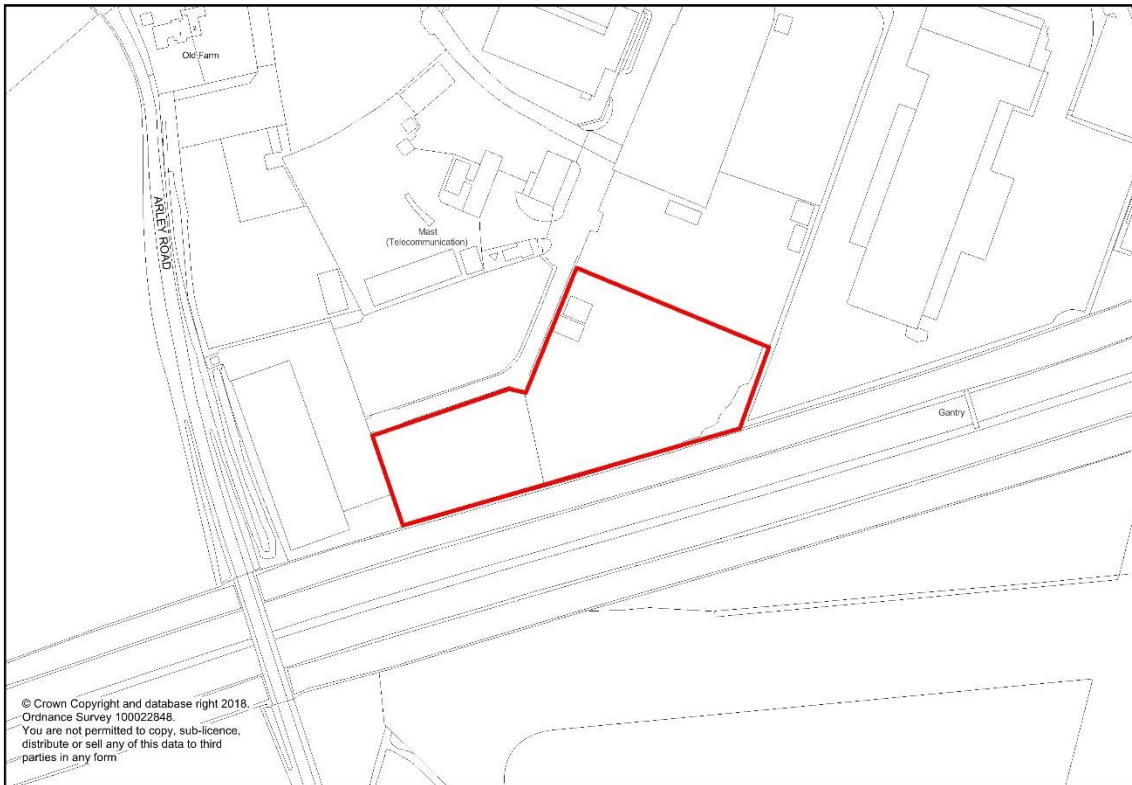 Old Farm
ARLEY ROAD
Mast
(Telecommunication)
Gantry
© Crown Copyright and database right 2018.
Ordnance Survey 100022848.
You are not permitted to copy, sub-licence,
distribute or sell any of this data to third
parties in any form